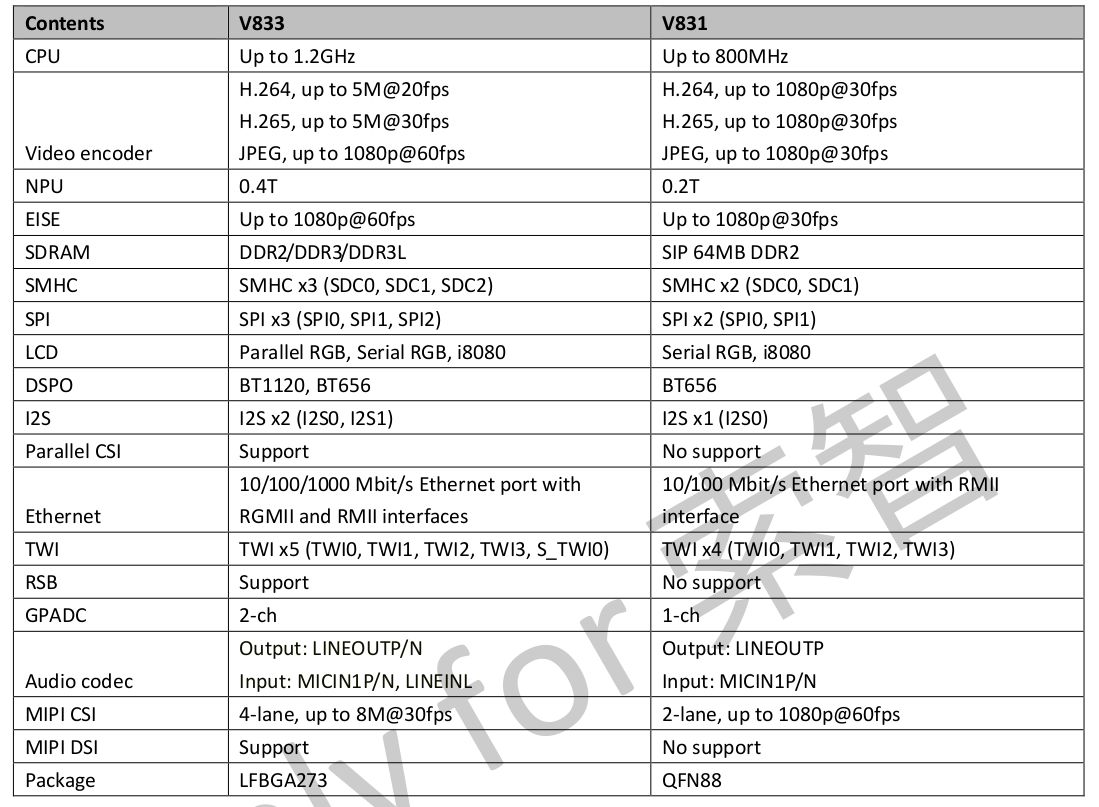 Contents V833 V831
CPU Up to 1.2GHz Up to 800MHz
H.264, up to 5M@20fps H.264, up to 1080p@30fps
H.265, up to 5M@30fps H.265, up to 1080p@30fps
Video encoder JPEG, up to 1080p@60fps JPEG, up to 1080p@30fps
NPU 0.4T 0.2T
EISE Up to 1080p@60fps Up to 1080p@30fps
SDRAM DDR2/DDR3/DDR3L SIP 64MB DDR2
SMHC SMHC x3 (SDC0, SDC1, SDC2) SMHC x2 (SDC0, SDC1)
SPI SPI x3 (SPI0, SPI1, SPI2) SPI x2 (SPI0, SPI1)
LCD Parallel RGB, Serial RGB, i8080 Serial RGB, i8080
DSPO BT1120, BT656 BT656
I2S I2S x2 (I2S0, I2S1) I2S x1 (I2S0)
Parallel CSI Support No support
10/100/1000 Mbit/s Ethernet port with 10/100 Mbit/s Ethernet port with RMII
Ethernet RGMII and RMII interfaces interface
TWI TWI x5 (TWI0, TWI1, TWI2, TWI3, S_TWI0) TWI x4 (TWI0, TWI1, TWI2, TWI3)
RSB Support No support
GPADC 2-ch 1-ch
Output: LINEOUTP/N Output: LINEOUTP
Audio codec Input: MICIN1P/N, LINEINL Input: MICIN1P/N
MIPI CSI 4-lane, up to 8M@30fps 2-lane, up to 1080p@60fps
MIPI DSI Support No support
Package LFBGA273 QFN88
for 索智